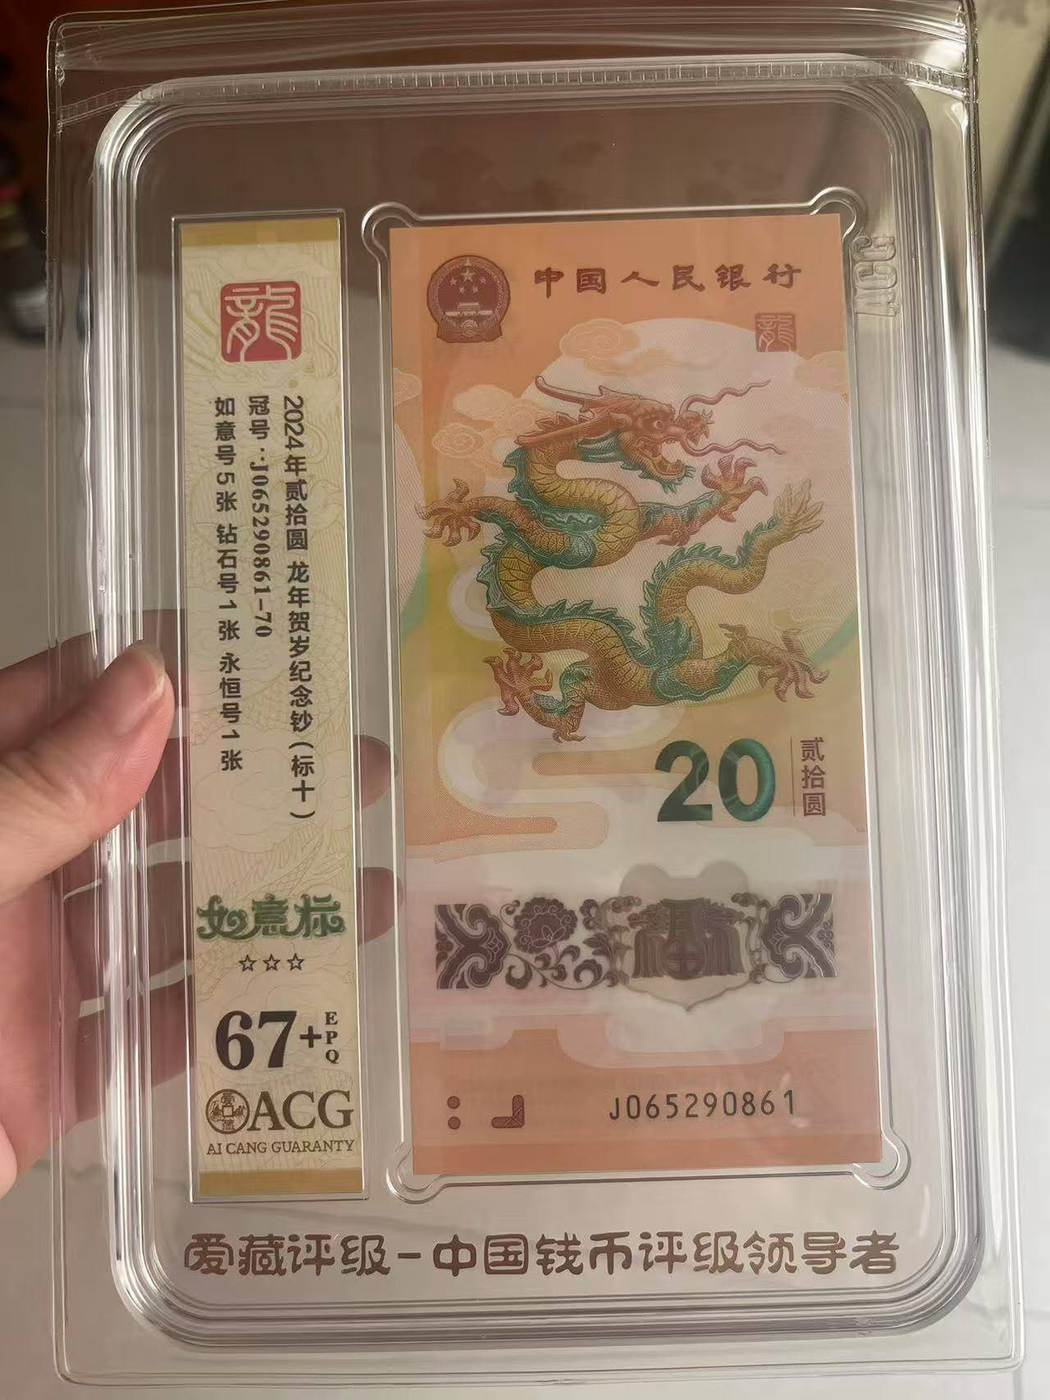 龍
2024年贰拾圆 龙年贺岁纪念钞(标十)
冠号:J065290861-70
如意号5张 钻石号1张 永恒号1张
如意标
☆☆☆
67+EPQ
ACG
AI CANG GUARANTY
中国人民银行
龍
20
贰拾圆
J065290861
ACG
爱藏评级-中国钱币评级领导者